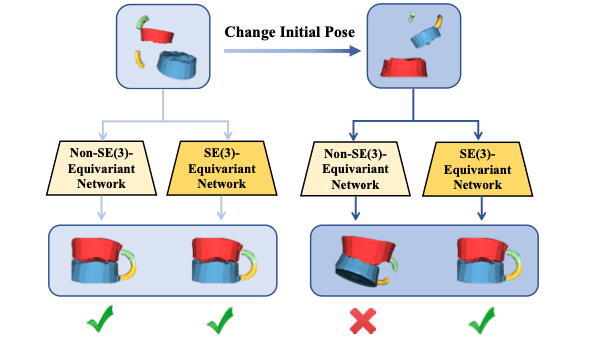 Change Initial Pose
Non-SE(3)-
Equivariant
Network
SE(3)-
Equivariant
Network
Non-SE(3)-
Equivariant
Network
SE(3)-
Equivariant
Network